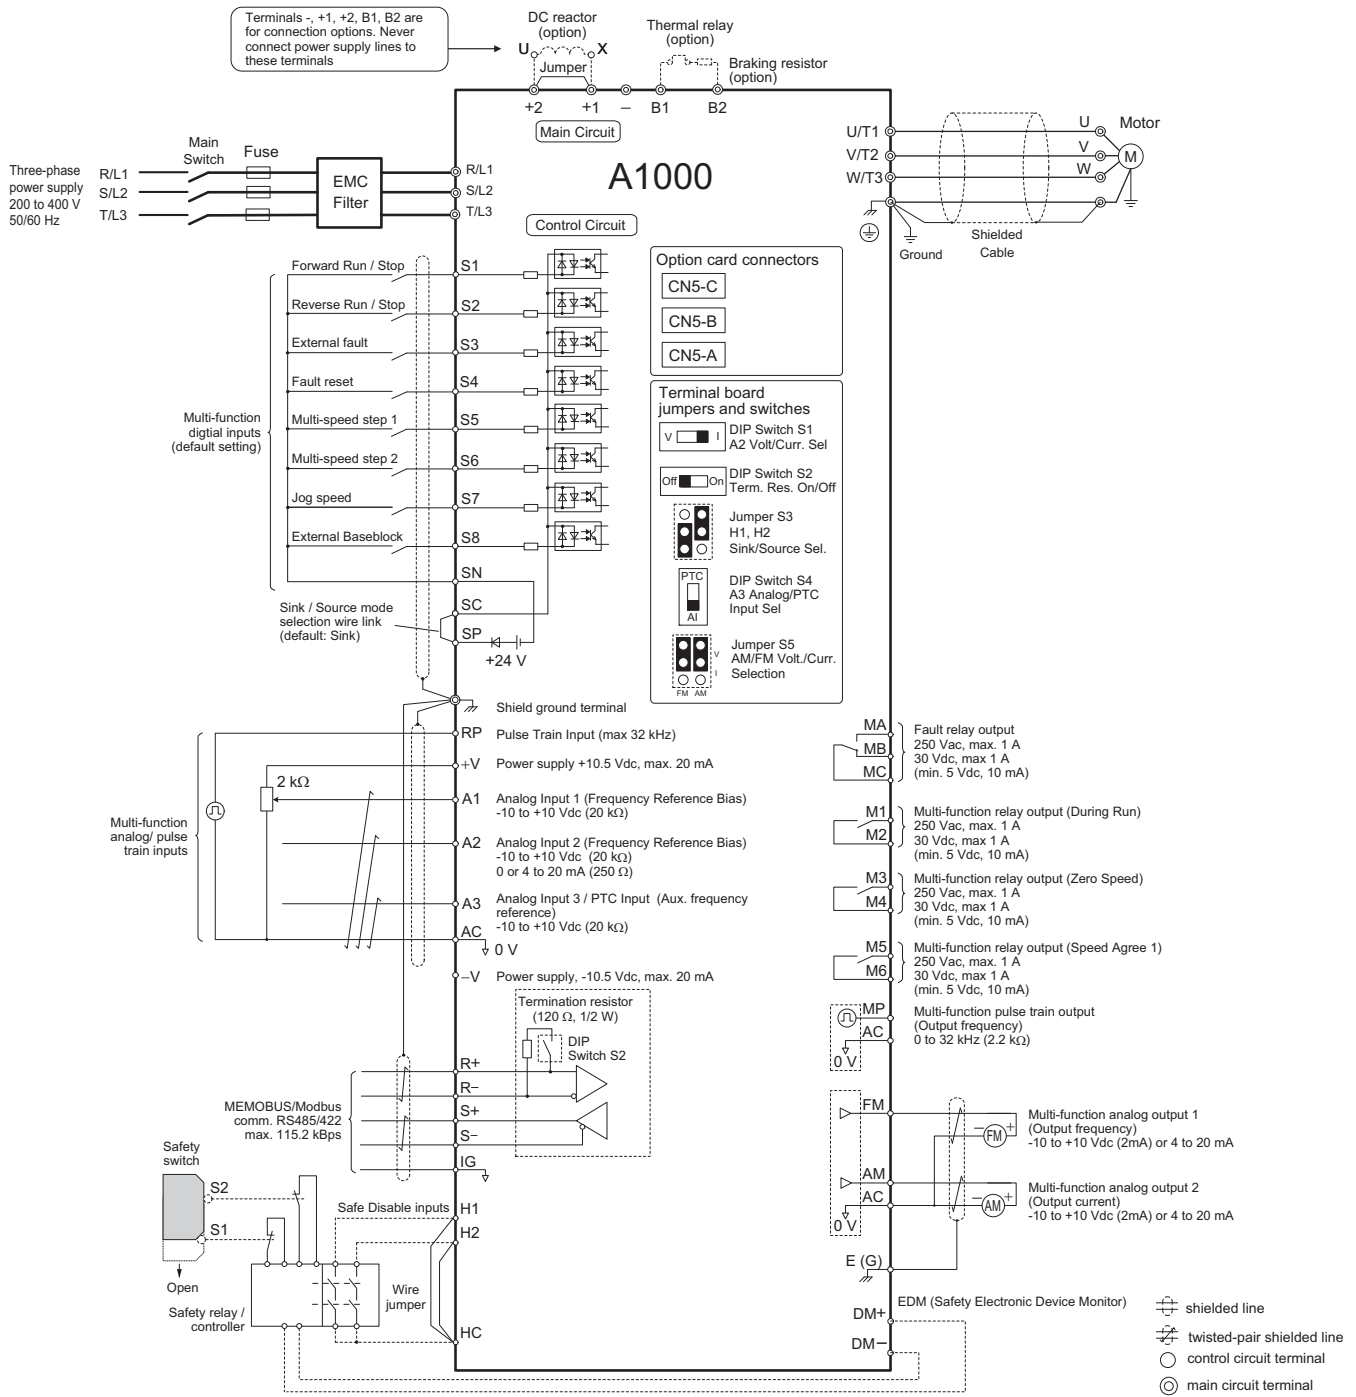 Terminals -, +1, +2, B1, B2 are
for connection options. Never
connect power supply lines to
these terminals
DC reactor
(option)
U
X
Jumper
Thermal relay
(option)
Braking resistor
(option)
+2
+1
–
B1
B2
Main Circuit
A1000
Three-phase
power supply
200 to 400 V
50/60 Hz
R/L1
S/L2
T/L3
Main
Switch
Fuse
EMC
Filter
R/L1
S/L2
T/L3
U/T1
V/T2
W/T3
U
V
W
Motor
M
Ground
Shielded
Cable
Control Circuit
Multi-function
digtial inputs
(default setting)
Forward Run / Stop
S1
Reverse Run / Stop
S2
External fault
S3
Fault reset
S4
Multi-speed step 1
S5
Multi-speed step 2
S6
Jog speed
S7
External Baseblock
S8
SN
SC
SP
+24 V
Sink / Source mode
selection wire link
(default: Sink)
Option card connectors
CN5-C
CN5-B
CN5-A
Terminal board
jumpers and switches
V
I
DIP Switch S1
A2 Volt/Curr. Sel
Off
On
DIP Switch S2
Term. Res. On/Off
Jumper S3
H1, H2
Sink/Source Sel.
PTC
AI
DIP Switch S4
A3 Analog/PTC
Input Sel
V
I
FM AM
Jumper S5
AM/FM Volt./Curr.
Selection
Shield ground terminal
Multi-function
analog/ pulse
train inputs
2 kΩ
RP
Pulse Train Input (max 32 kHz)
+V
Power supply +10.5 Vdc, max. 20 mA
A1
Analog Input 1 (Frequency Reference Bias)
-10 to +10 Vdc (20 kΩ)
A2
Analog Input 2 (Frequency Reference Bias)
-10 to +10 Vdc (20 kΩ)
0 or 4 to 20 mA (250 Ω)
A3
Analog Input 3 / PTC Input (Aux. frequency
reference)
-10 to +10 Vdc (20 kΩ)
AC
0 V
–V
Power supply, -10.5 Vdc, max. 20 mA
Termination resistor
(120 Ω, 1/2 W)
DIP
Switch S2
MEMOBUS/Modbus
comm. RS485/422
max. 115.2 kBps
R+
R–
S+
S–
IG
Safety
switch
S2
S1
Open
Safety relay /
controller
Safe Disable inputs
H1
H2
Wire
jumper
HC
MA
MB
MC
Fault relay output
250 Vac, max. 1 A
30 Vdc, max. 1 A
(min. 5 Vdc, 10 mA)
M1
M2
Multi-function relay output (During Run)
250 Vac, max. 1 A
30 Vdc, max 1 A
(min. 5 Vdc, 10 mA)
M3
M4
Multi-function relay output (Zero Speed)
250 Vac, max. 1 A
30 Vdc, max 1 A
(min. 5 Vdc, 10 mA)
M5
M6
Multi-function relay output (Speed Agree 1)
250 Vac, max. 1 A
30 Vdc, max 1 A
(min. 5 Vdc, 10 mA)
MP
AC
0 V
Multi-function pulse train output
(Output frequency)
0 to 32 kHz (2.2 kΩ)
FM
– FM +
Multi-function analog output 1
(Output frequency)
-10 to +10 Vdc (2mA) or 4 to 20 mA
AM
AC
0 V
– AM +
Multi-function analog output 2
(Output current)
-10 to +10 Vdc (2mA) or 4 to 20 mA
E (G)
DM+
DM–
EDM (Safety Electronic Device Monitor)
shielded line
twisted-pair shielded line
control circuit terminal
main circuit terminal